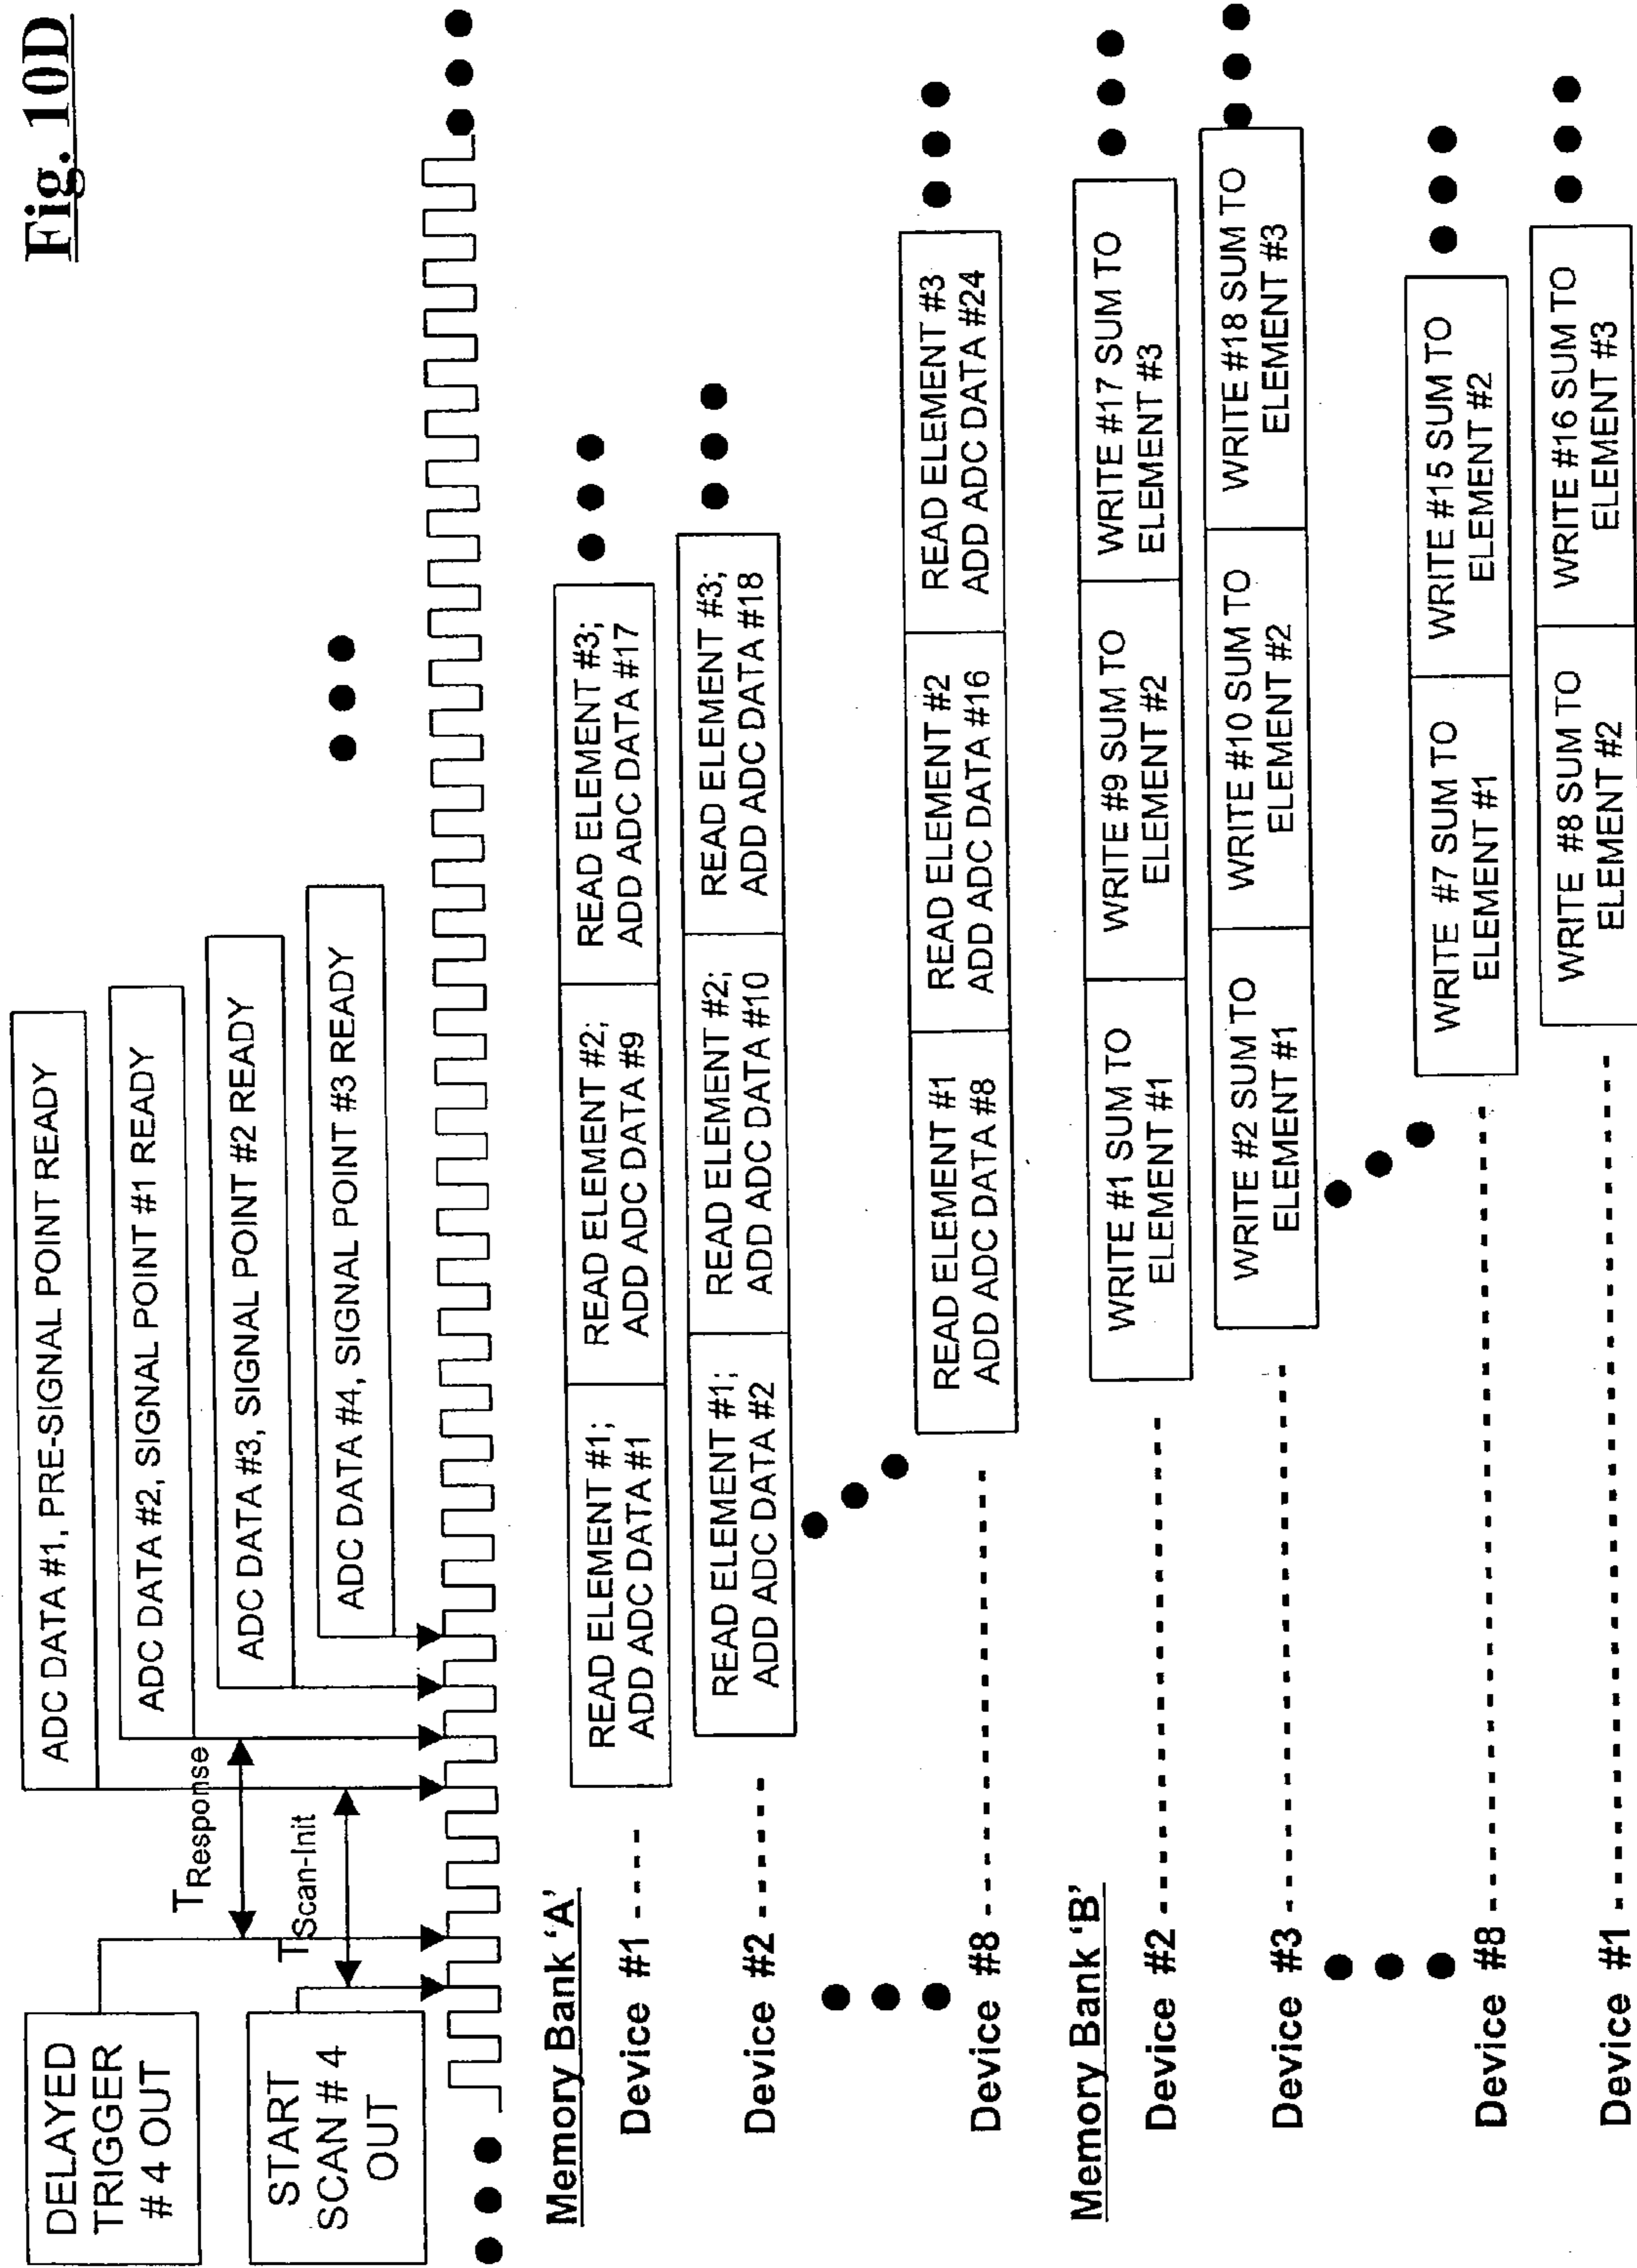 Fig. 10D
DELAYED
TRIGGER
# 4 OUT
START
SCAN # 4
OUT
TResponse
TScan-Init
ADC DATA #1, PRE-SIGNAL POINT READY
ADC DATA #2, SIGNAL POINT #1 READY
ADC DATA #3, SIGNAL POINT #2 READY
ADC DATA #4, SIGNAL POINT #3 READY
Memory Bank 'A'
Device #1
READ ELEMENT #1;
ADD ADC DATA #1
READ ELEMENT #2;
ADD ADC DATA #9
READ ELEMENT #3;
ADD ADC DATA #17
Device #2
READ ELEMENT #1;
ADD ADC DATA #2
READ ELEMENT #2;
ADD ADC DATA #10
READ ELEMENT #3;
ADD ADC DATA #18
Device #8
READ ELEMENT #1
ADD ADC DATA #8
READ ELEMENT #2
ADD ADC DATA #16
READ ELEMENT #3
ADD ADC DATA #24
Memory Bank 'B'
Device #2
WRITE #1 SUM TO
ELEMENT #1
WRITE #9 SUM TO
ELEMENT #2
WRITE #17 SUM TO
ELEMENT #3
Device #3
WRITE #2 SUM TO
ELEMENT #1
WRITE #10 SUM TO
ELEMENT #2
WRITE #18 SUM TO
ELEMENT #3
Device #8
WRITE #7 SUM TO
ELEMENT #1
WRITE #15 SUM TO
ELEMENT #2
Device #1
WRITE #8 SUM TO
ELEMENT #2
WRITE #16 SUM TO
ELEMENT #3